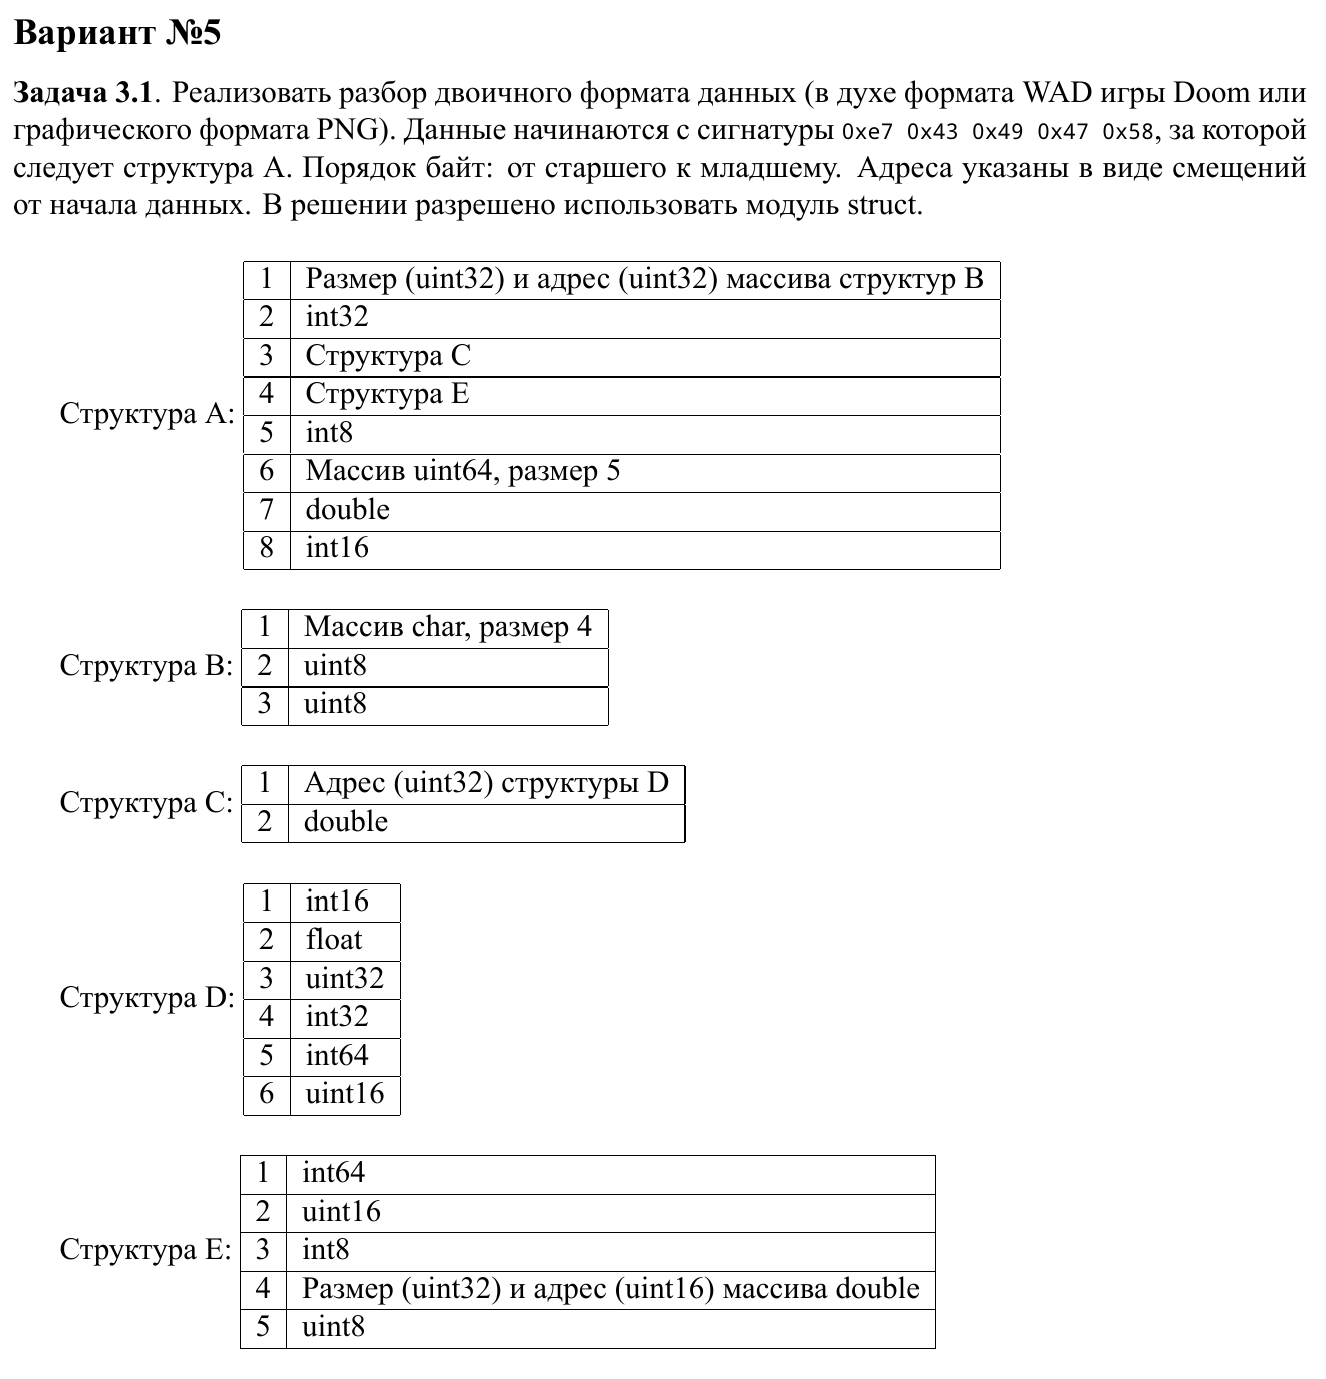 Вариант №5
Задача 3.1. Реализовать разбор двоичного формата данных (в духе формата WAD игры Doom или
графического формата PNG). Данные начинаются с сигнатуры 0xe7 0x43 0x49 0x47 0x58, за которой
следует структура A. Порядок байт: от старшего к младшему. Адреса указаны в виде смещений
от начала данных. В решении разрешено использовать модуль struct.
Структура A:
1 Размер (uint32) и адрес (uint32) массива структур B
2 int32
3 Структура C
4 Структура E
5 int8
6 Массив uint64, размер 5
7 double
8 int16
Структура B:
1 Массив char, размер 4
2 uint8
3 uint8
Структура C:
1 Адрес (uint32) структуры D
2 double
Структура D:
1 int16
2 float
3 uint32
4 int32
5 int64
6 uint16
Структура E:
1 int64
2 uint16
3 int8
4 Размер (uint32) и адрес (uint16) массива double
5 uint8